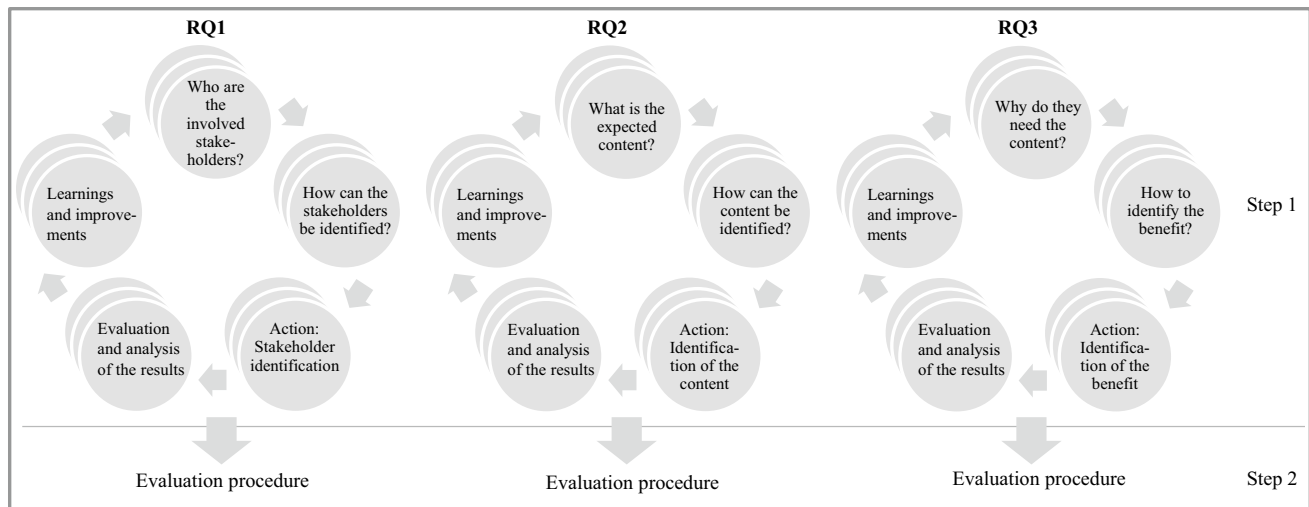 RQ1
Who are
the
involved
stake-
holders?
How can the
stakeholders
be identified?
Action:
Stakeholder
identification
Evaluation
and analysis
of the results
Learnings
and improve-
ments
RQ2
What is the
expected
content?
How can the
content be
identified?
Action:
Identifica-
tion of the
content
Evaluation
and analysis
of the results
Learnings
and improve-
ments
RQ3
Why do they
need the
content?
How to
identify the
benefit?
Action:
Identifica-
tion of the
benefit
Evaluation
and analysis
of the results
Learnings
and improve-
ments
Step 1
Evaluation procedure
Evaluation procedure
Evaluation procedure
Step 2